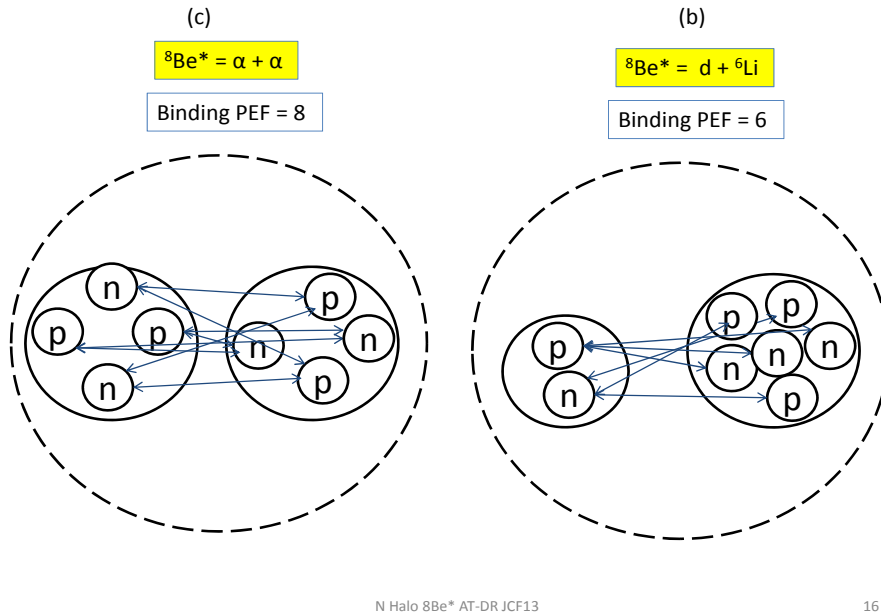 (c)
⁸Be* = α + α
Binding PEF = 8
n
p
p
n
p
n
n
p
(b)
⁸Be* = d + ⁶Li
Binding PEF = 6
p
n
p
p
n
n
n
p
N Halo 8Be* AT-DR JCF13
16